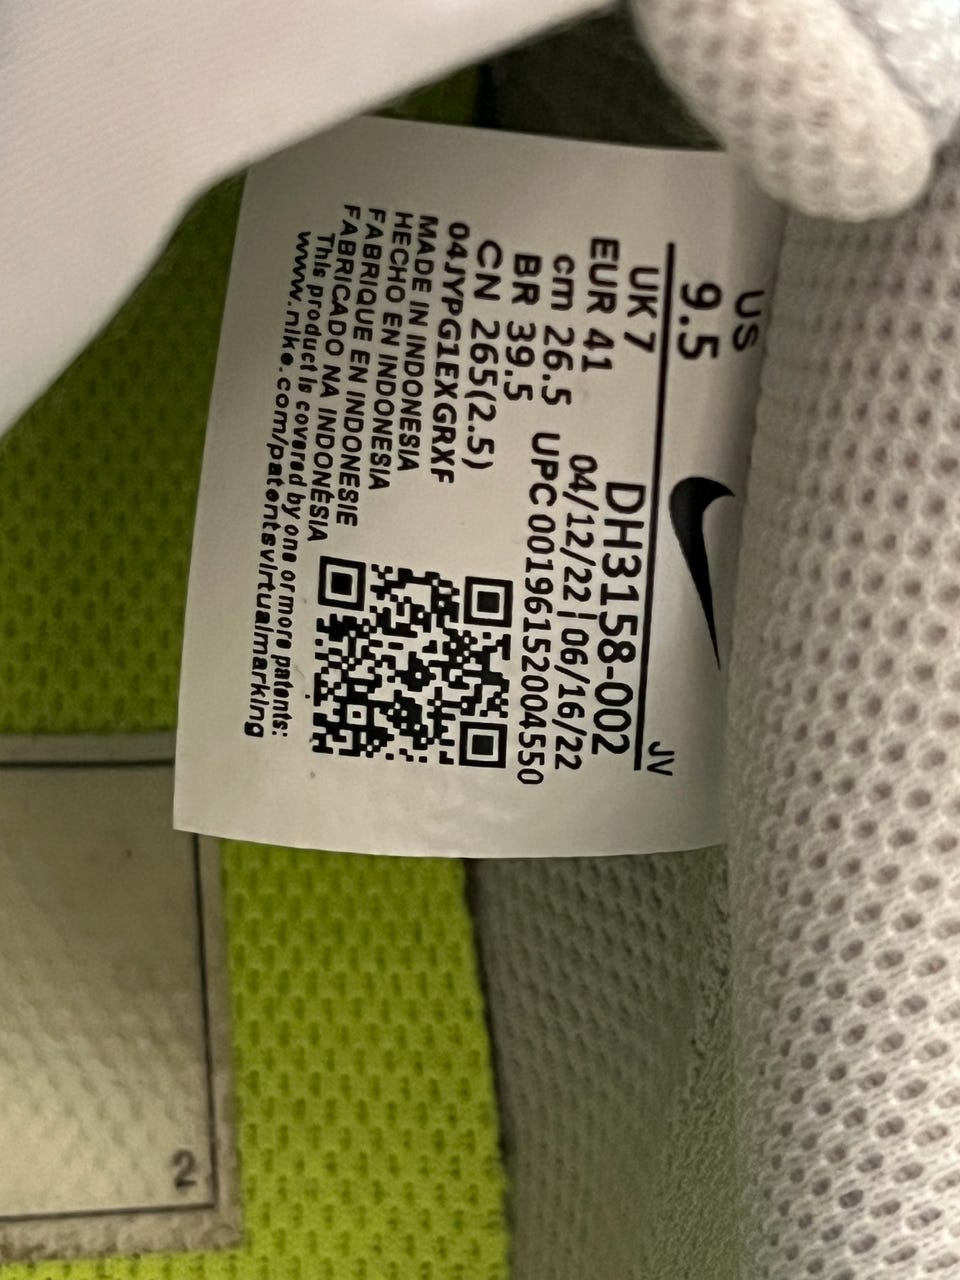 US
9.5
JV
UK 7
DH3158-002
EUR 41
04/12/22|06/16/22
cm 26.5
UPC 00196152004550
BR 39.5
CN 265(2.5)
04JYPG1EXGRXF
MADE IN INDONESIA
HECHO EN INDONESIA
FABRIQUE EN INDONESIE
FABRICADO NA INDONÉSIA
This product is covered by one or more patents:
www.nike.com/patentsvirtualmarking
2